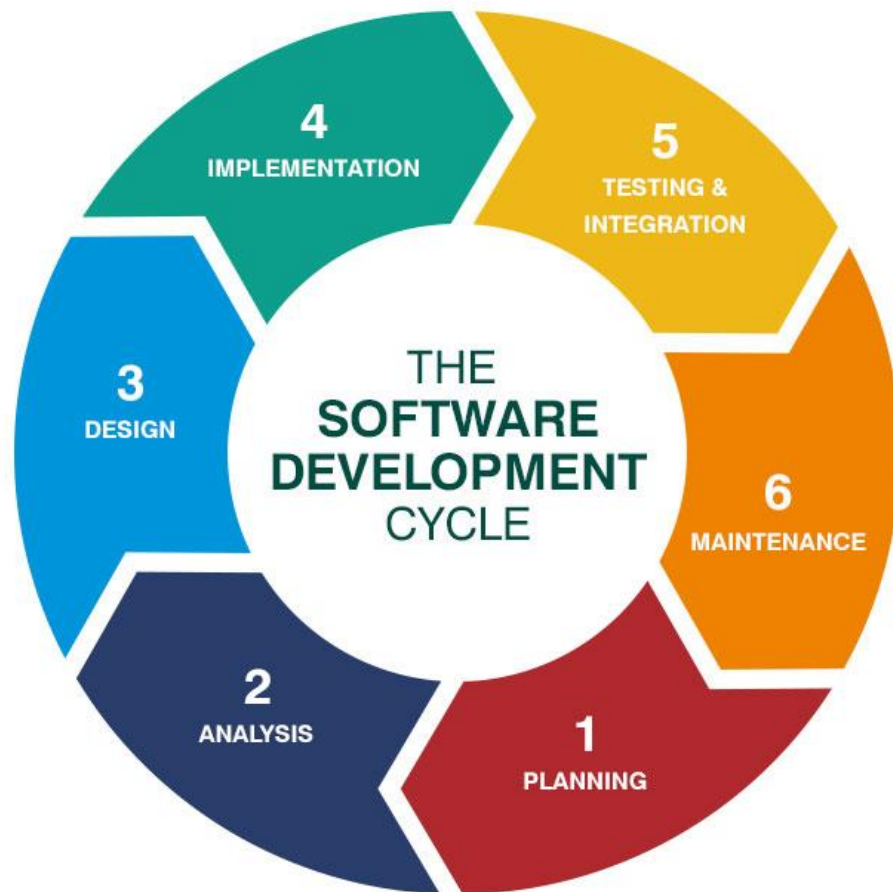 THE
SOFTWARE
DEVELOPMENT
CYCLE
1
PLANNING
2
ANALYSIS
3
DESIGN
4
IMPLEMENTATION
5
TESTING &
INTEGRATION
6
MAINTENANCE